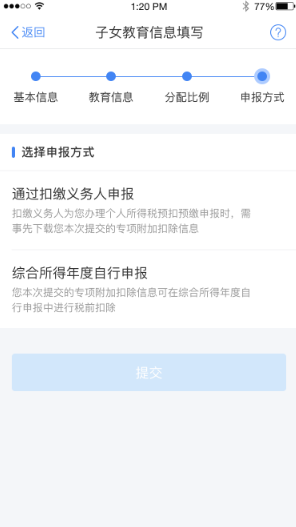 1:20 PM
77%
返回
子女教育信息填写
?
基本信息
教育信息
分配比例
申报方式
选择申报方式
通过扣缴义务人申报
扣缴义务人为您办理个人所得税预扣预缴申报时，需
事先下载您本次提交的专项附加扣除信息
综合所得年度自行申报
您本次提交的专项附加扣除信息可在综合所得年度自
行申报中进行税前扣除
提交